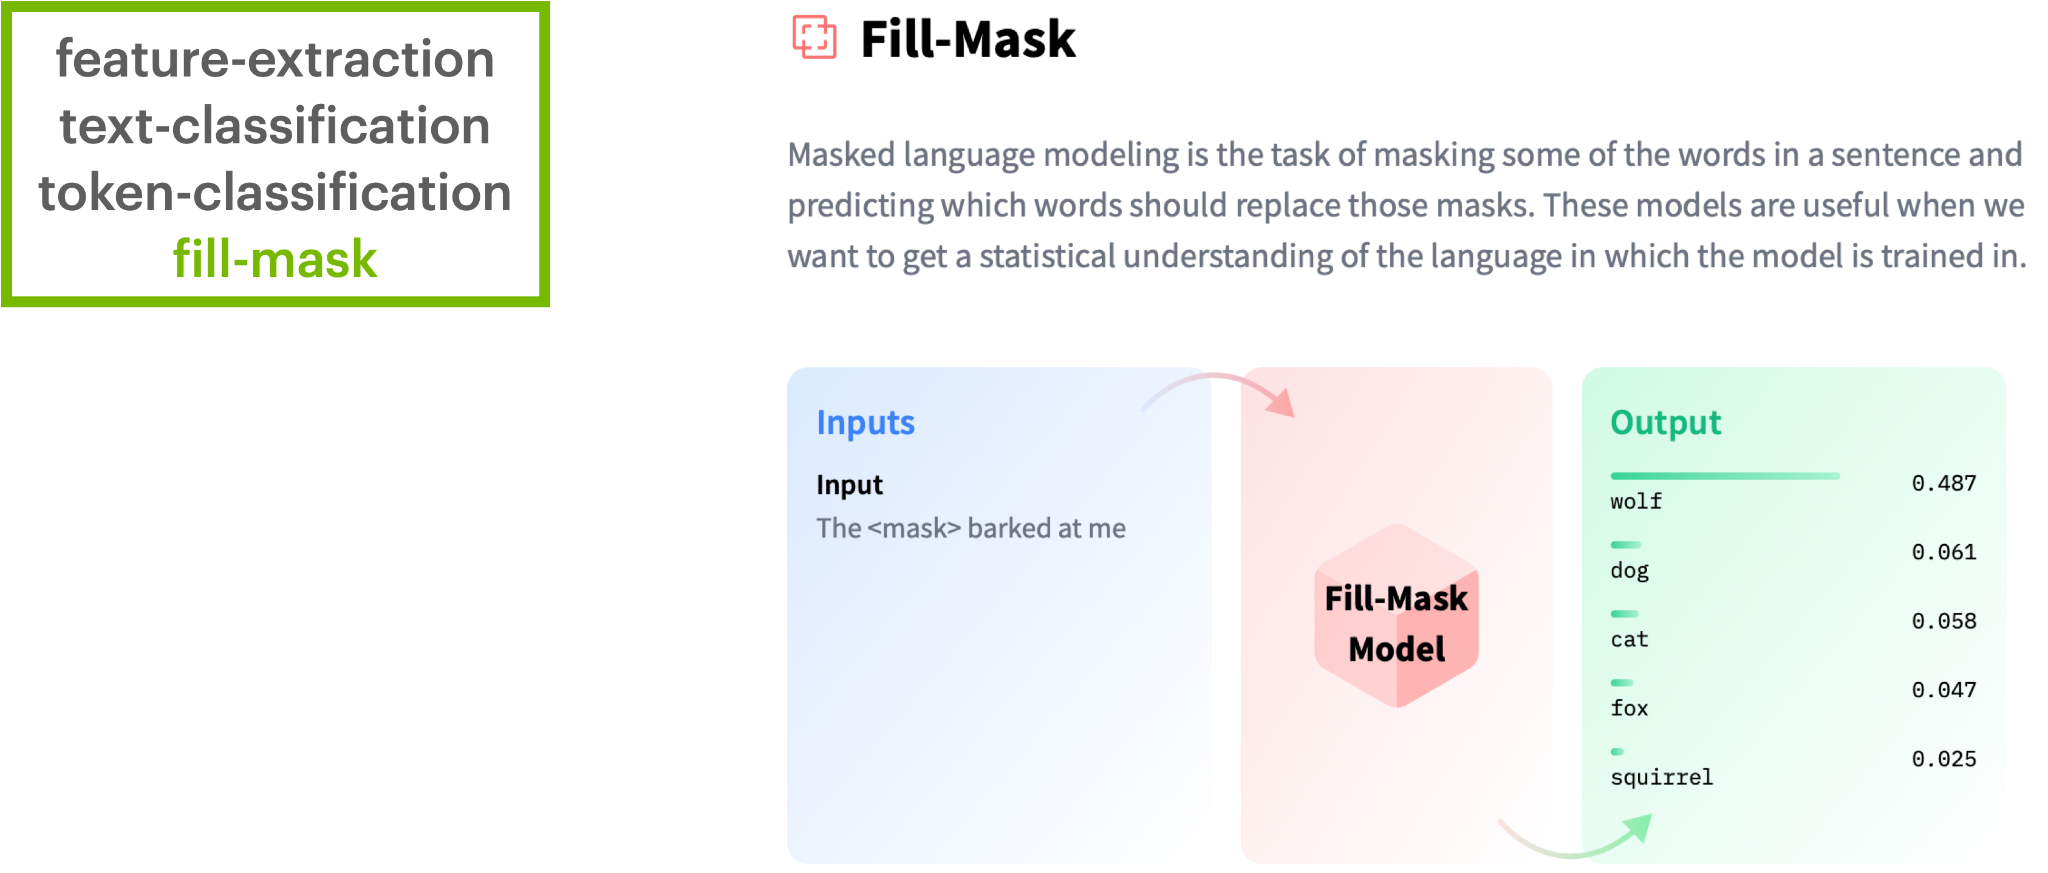 feature-extraction
text-classification
token-classification
fill-mask
Fill-Mask
Masked language modeling is the task of masking some of the words in a sentence and
predicting which words should replace those masks. These models are useful when we
want to get a statistical understanding of the language in which the model is trained in.
Inputs
Input
The <mask> barked at me
Fill-Mask
Model
Output
wolf 0.487
dog 0.061
cat 0.058
fox 0.047
squirrel 0.025